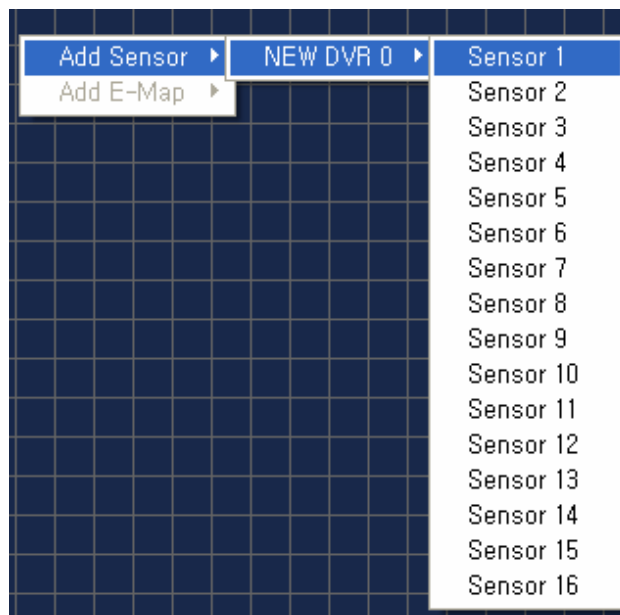 Add Sensor
Add E-Map
NEW DVR 0
Sensor 1
Sensor 2
Sensor 3
Sensor 4
Sensor 5
Sensor 6
Sensor 7
Sensor 8
Sensor 9
Sensor 10
Sensor 11
Sensor 12
Sensor 13
Sensor 14
Sensor 15
Sensor 16